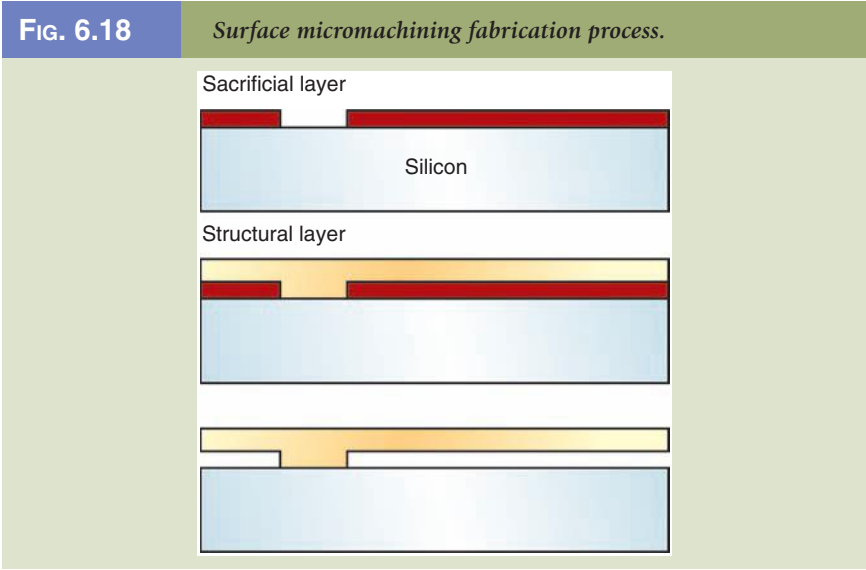 FIG. 6.18
Surface micromachining fabrication process.
Sacrificial layer
Silicon
Structural layer